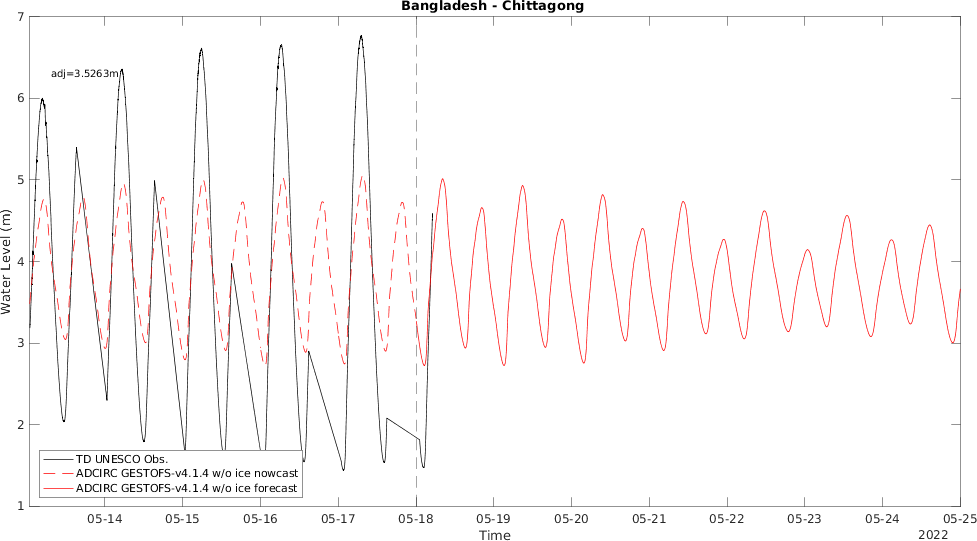 Bangladesh - Chittagong
7
adj=3.5263m
6
5
4
3
2
1
Water Level (m)
TD UNESCO Obs.
ADCIRC GESTOFS-v4.1.4 w/o ice nowcast
ADCIRC GESTOFS-v4.1.4 w/o ice forecast
05-14 05-15 05-16 05-17 05-18 05-19 05-20 05-21 05-22 05-23 05-24 05-25
Time
2022